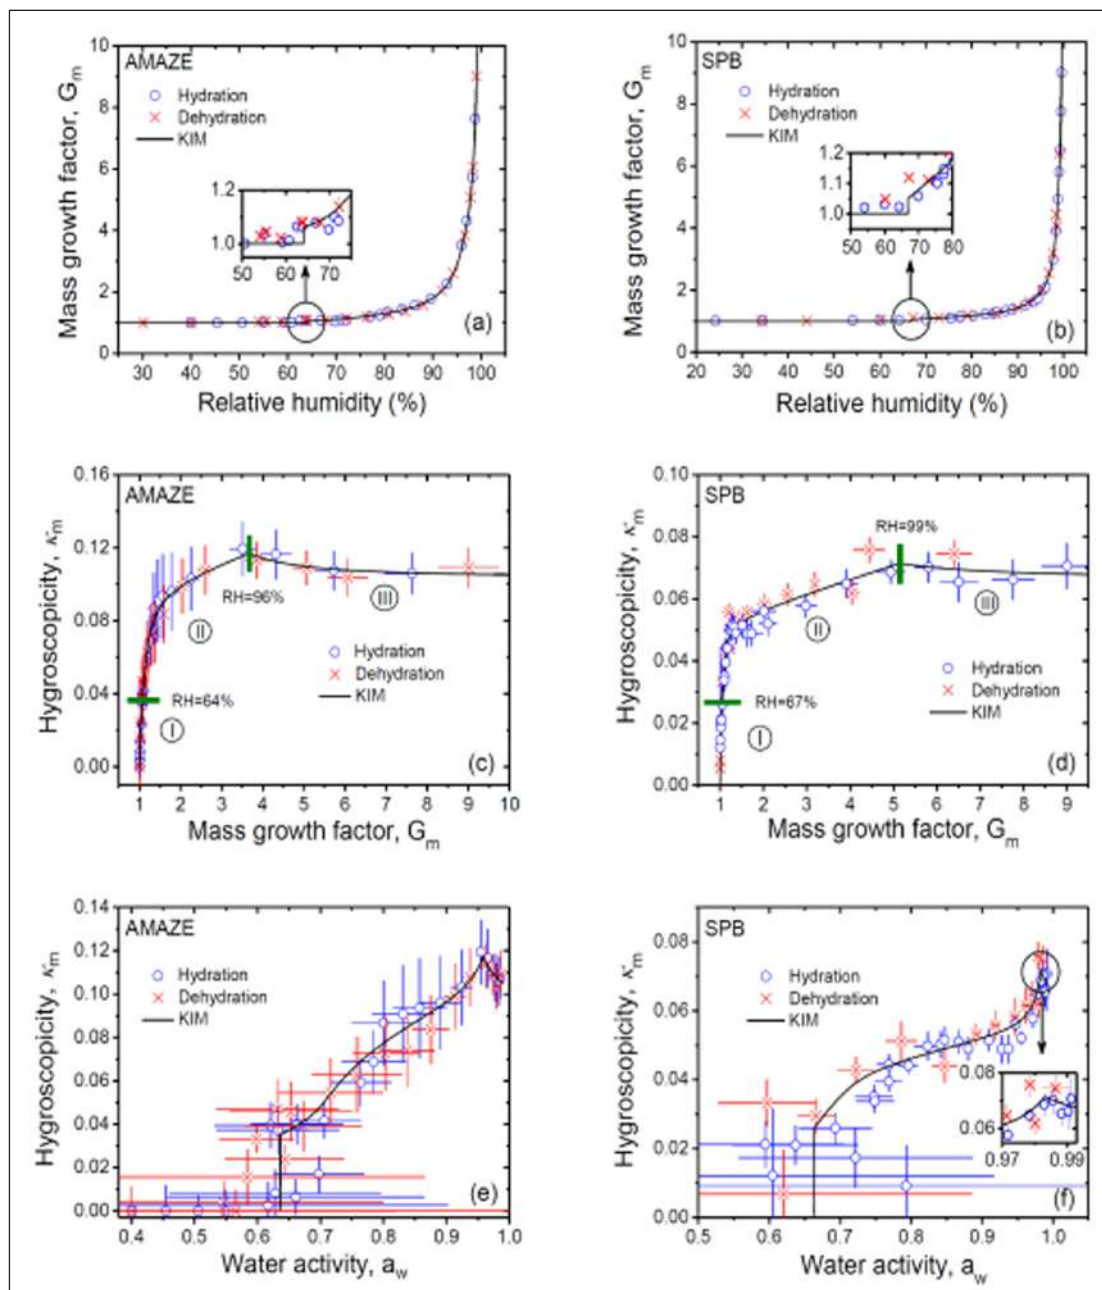 AMAZE
Hydration
Dehydration
KIM
Mass growth factor, Gm
10
8
6
4
2
0
1.2
1.1
1.0
50 60 70
(a)
30 40 50 60 70 80 90 100
Relative humidity (%)
SPB
Hydration
Dehydration
KIM
Mass growth factor, Gm
10
8
6
4
2
0
1.2
1.1
1.0
50 55 60 65 70 75 80
(b)
20 30 40 50 60 70 80 90 100
Relative humidity (%)
AMAZE
Hygroscopicity, κm
0.16
0.12
0.08
0.04
0.00
RH=96%
III
II
Hydration
Dehydration
KIM
RH=64%
I
(c)
1 2 3 4 5 6 7 8 9 10
Mass growth factor, Gm
SPB
Hygroscopicity, κm
0.10
0.08
0.06
0.04
0.02
0.00
RH=99%
III
II
Hydration
Dehydration
KIM
RH=67%
I
(d)
1 2 3 4 5 6 7 8 9
Mass growth factor, Gm
AMAZE
Hydration
Dehydration
KIM
Hygroscopicity, κm
0.14
0.12
0.10
0.08
0.06
0.04
0.02
0.00
(e)
0.4 0.5 0.6 0.7 0.8 0.9 1.0
Water activity, aw
SPB
Hydration
Dehydration
KIM
Hygroscopicity, κm
0.08
0.06
0.04
0.02
0.00
0.08
0.06
0.97 0.99
(f)
0.5 0.6 0.7 0.8 0.9 1.0
Water activity, aw